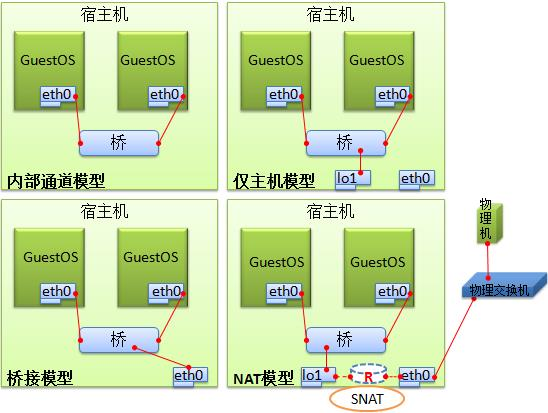 宿主机
GuestOS
GuestOS
eth0
eth0
桥
内部通道模型
宿主机
GuestOS
GuestOS
eth0
eth0
桥
lo1
eth0
仅主机模型
宿主机
GuestOS
GuestOS
eth0
eth0
桥
eth0
桥接模型
宿主机
GuestOS
GuestOS
eth0
eth0
桥
lo1
R
eth0
NAT模型
SNAT
物
理
机
物理交换机